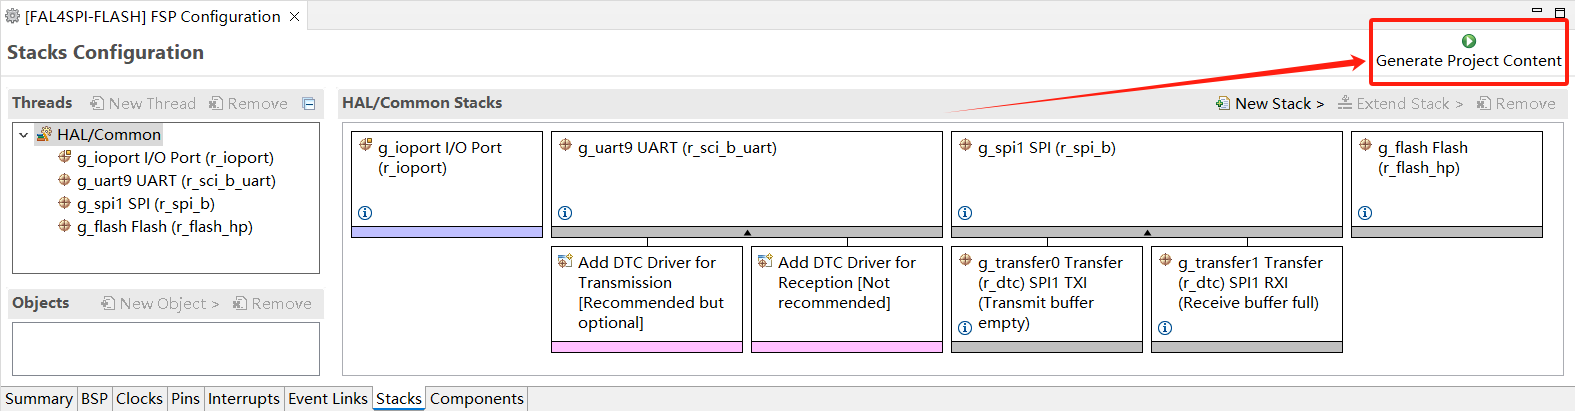 [FAL4SPI-FLASH] FSP Configuration
Stacks Configuration
Generate Project Content
Threads
New Thread
Remove
HAL/Common
g_ioport I/O Port (r_ioport)
g_uart9 UART (r_sci_b_uart)
g_spi1 SPI (r_spi_b)
g_flash Flash (r_flash_hp)
Objects
New Object >
Remove
HAL/Common Stacks
New Stack >
Extend Stack >
Remove
g_ioport I/O Port
(r_ioport)
g_uart9 UART (r_sci_b_uart)
g_spi1 SPI (r_spi_b)
g_flash Flash
(r_flash_hp)
Add DTC Driver for
Transmission
[Recommended but
optional]
Add DTC Driver for
Reception [Not
recommended]
g_transfer0 Transfer
(r_dtc) SPI1 TXI
(Transmit buffer
empty)
g_transfer1 Transfer
(r_dtc) SPI1 RXI
(Receive buffer full)
Summary
BSP
Clocks
Pins
Interrupts
Event Links
Stacks
Components